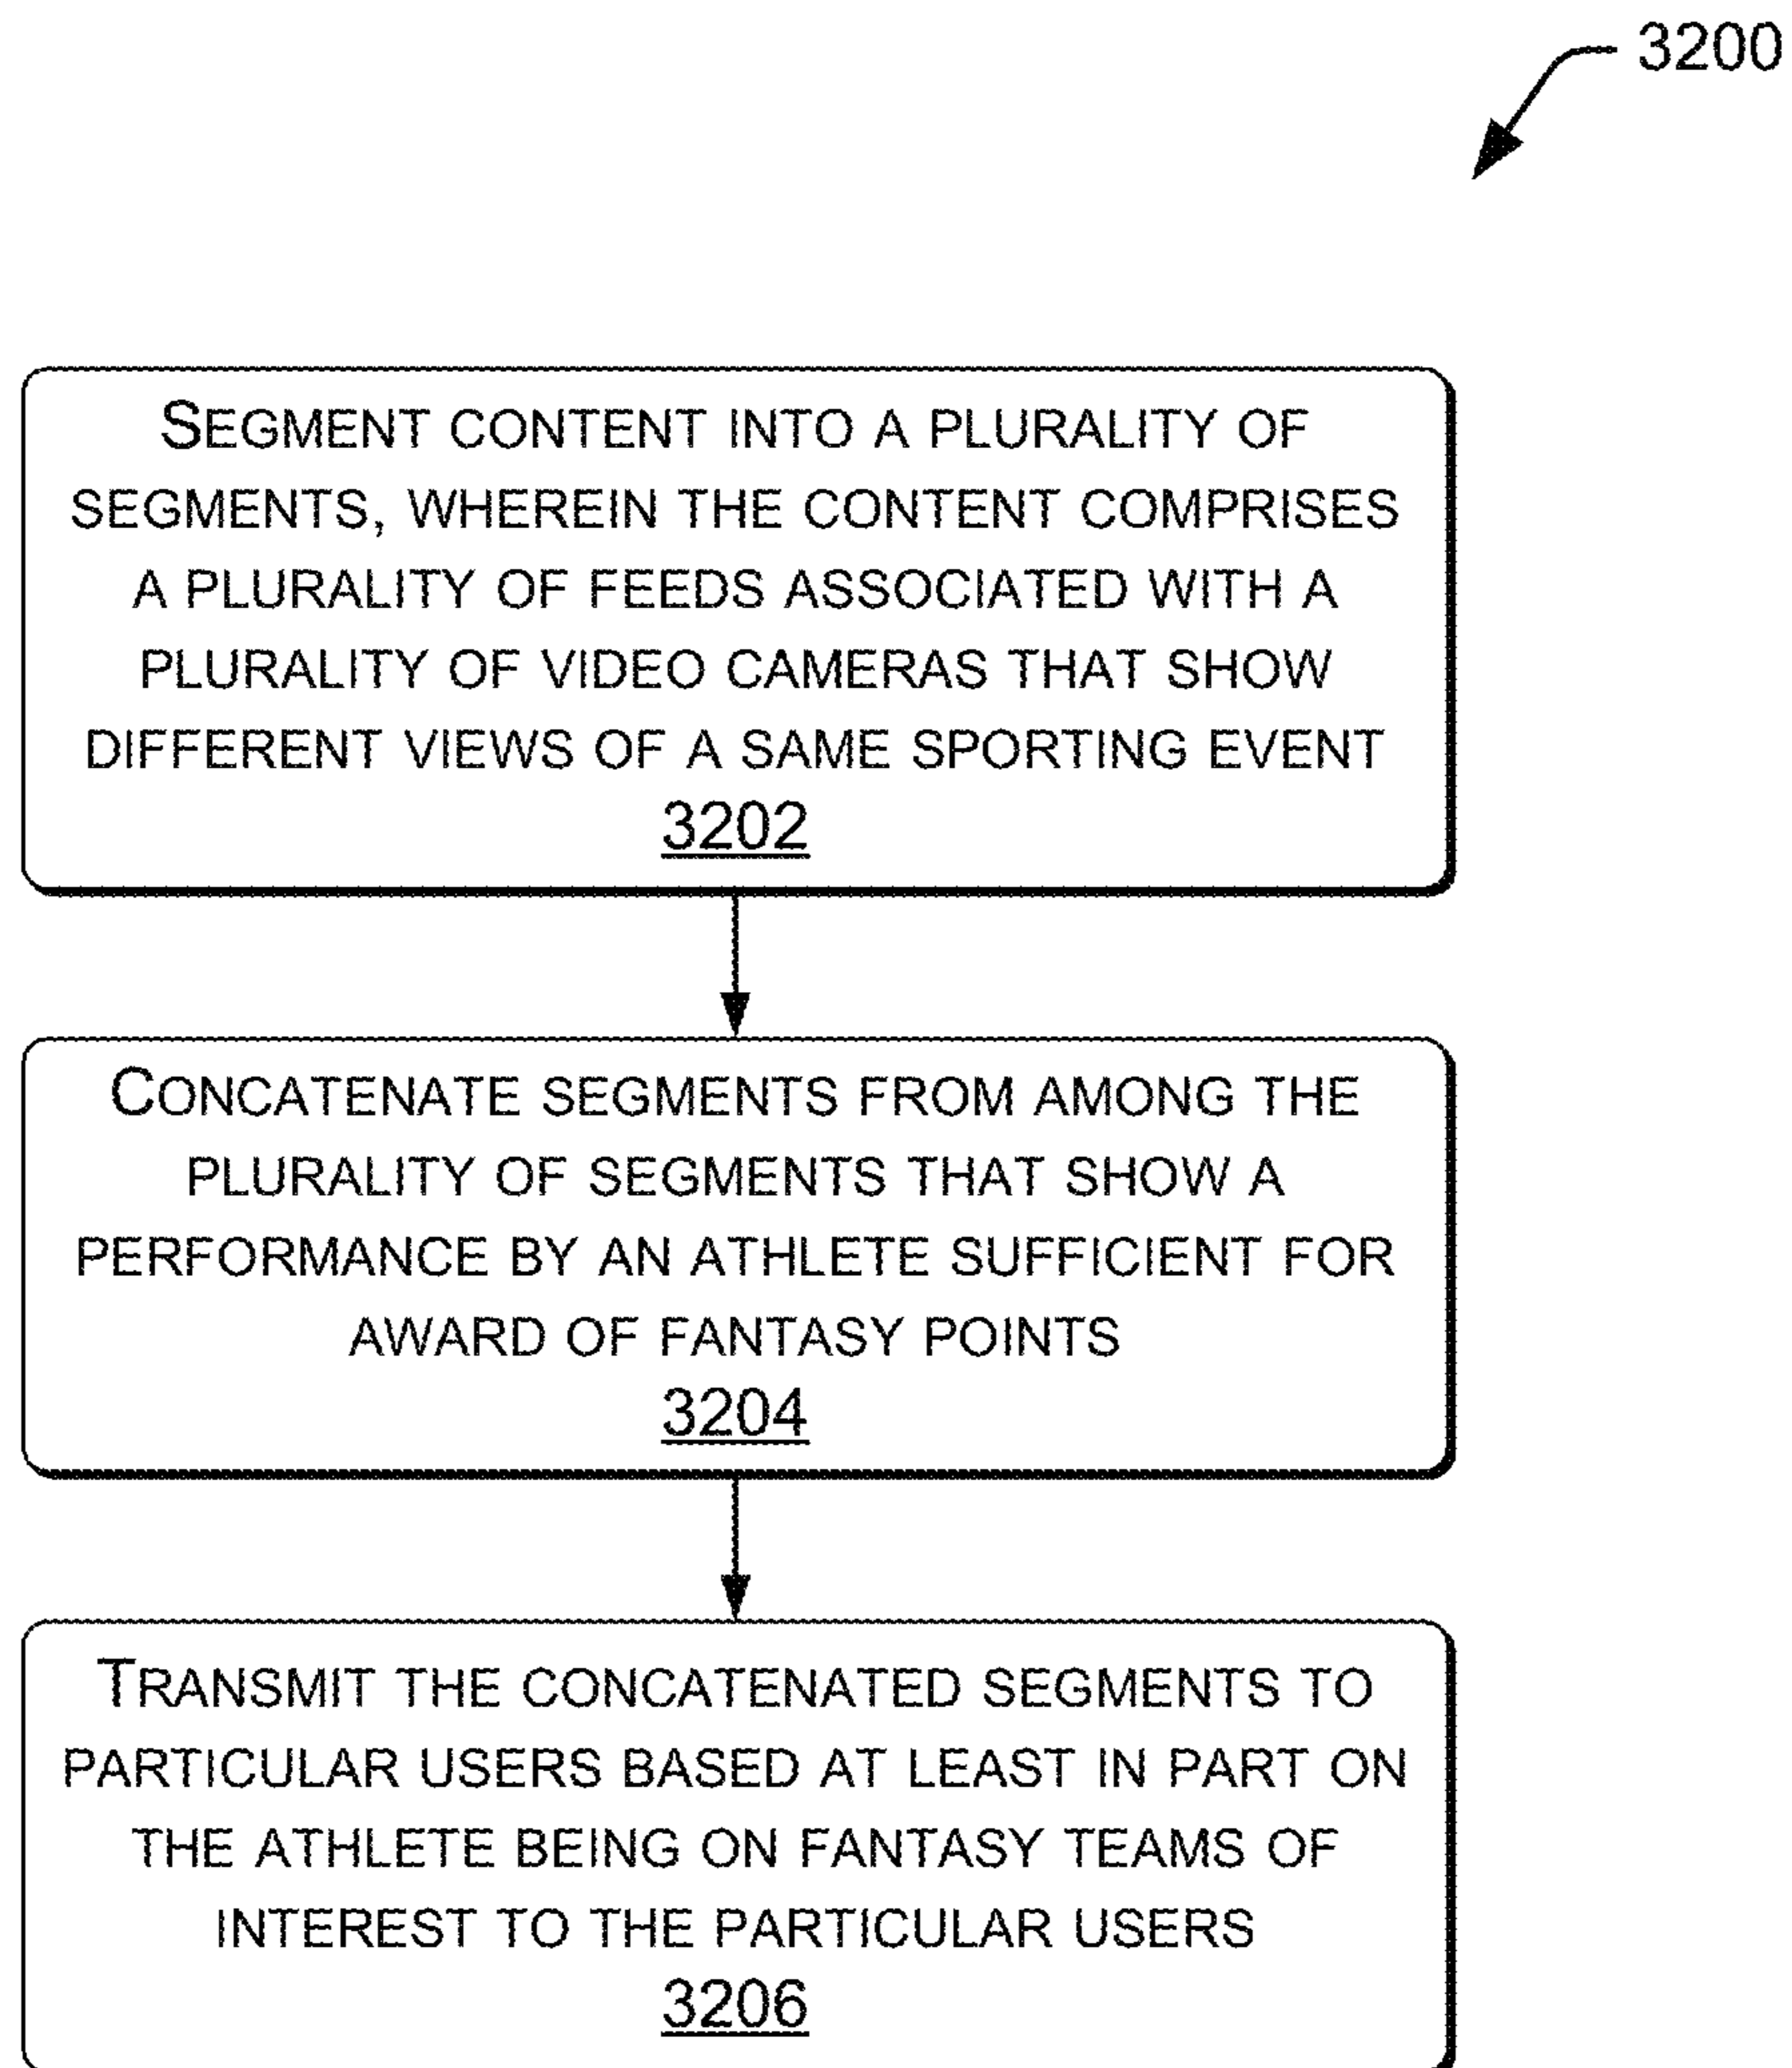 3200
SEGMENT CONTENT INTO A PLURALITY OF
SEGMENTS, WHEREIN THE CONTENT COMPRISES
A PLURALITY OF FEEDS ASSOCIATED WITH A
PLURALITY OF VIDEO CAMERAS THAT SHOW
DIFFERENT VIEWS OF A SAME SPORTING EVENT
3202
CONCATENATE SEGMENTS FROM AMONG THE
PLURALITY OF SEGMENTS THAT SHOW A
PERFORMANCE BY AN ATHLETE SUFFICIENT FOR
AWARD OF FANTASY POINTS
3204
TRANSMIT THE CONCATENATED SEGMENTS TO
PARTICULAR USERS BASED AT LEAST IN PART ON
THE ATHLETE BEING ON FANTASY TEAMS OF
INTEREST TO THE PARTICULAR USERS
3206